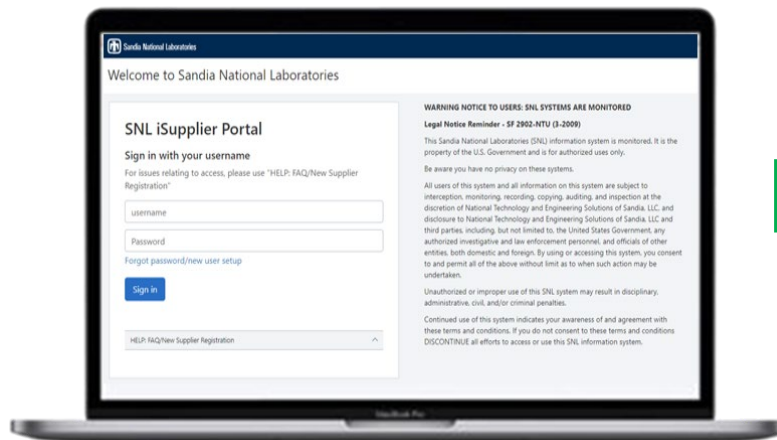 Sandia National Laboratories
Welcome to Sandia National Laboratories
SNL iSupplier Portal
Sign in with your username
For issues relating to access, please use "HELP: FAQ/New Supplier
Registration"
username
Password
Forgot password/new user setup
Sign in
HELP: FAQ/New Supplier Registration
WARNING NOTICE TO USERS: SNL SYSTEMS ARE MONITORED
Legal Notice Reminder - SF 2902-NTU (3-2009)
This Sandia National Laboratories (SNL) information system is monitored. It is the
property of the U.S. Government and is for authorized uses only.
Be aware you have no privacy on these systems.
All users of this system and all information on this system are subject to
interception, monitoring, recording, copying, auditing, and inspection at the
discretion of National Technology and Engineering Solutions of Sandia, LLC, and
disclosure to National Technology and Engineering Solutions of Sandia, LLC and
third parties, including, but not limited to, the United States Government, any
authorized investigative and law enforcement personnel, and officials of other
entities, both domestic and foreign. By using or accessing this system, you consent
to and permit all of the above without limit as to when such action may be
undertaken.
Unauthorized or improper use of this SNL system may result in disciplinary,
administrative, civil, and/or criminal penalties.
Continued use of this system indicates your awareness of and agreement with
these terms and conditions. If you do not consent to these terms and conditions
DISCONTINUE all efforts to access or use this SNL information system.
MacBook Pro